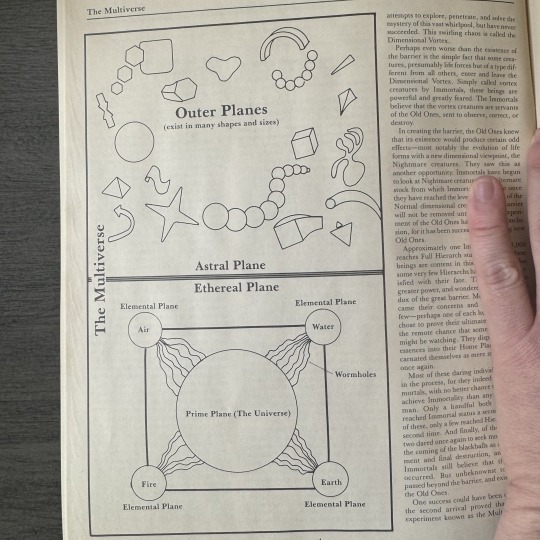 The Multiverse
Outer Planes
(exist in many shapes and sizes)
Astral Plane
The Multiverse
Ethereal Plane
Elemental Plane
Elemental Plane
Air
Water
Wormholes
Prime Plane (The Universe)
Fire
Earth
Elemental Plane
Elemental Plane
attempts to explore, penetrate, and solve the
mystery of this vast whirlpool, but have never
succeeded. This swirling chaos is called the
Dimensional Vortex.
Perhaps even worse than the existence of
the barrier is the simple fact that some crea-
tures, presumably life forces but of a type dif-
ferent from all others, enter and leave the
Dimensional Vortex. Simply called vortex
creatures by Immortals, these beings are
powerful and greatly feared. The Immortals
believe that the vortex creatures are servants
of the Old Ones, sent to observe, correct, or
destroy.
In creating the barrier, the Old Ones knew
that its existence would produce certain odd
effects—most notably the evolution of life
forms with a new dimensional viewpoint, the
Nightmare creatures. They saw this as
another opportunity. Immortals have begun
to look at Nightmare
stock from which
they have reached the
Normal dimensional
will not be removed
ment of the Old Ones
sion, for it has been
Old Ones.
Approximately one
reaches Full Hierarch
beings are content in
some very few Hierarchs
isfied with their face.
greater power, and
dux of the great barrier.
came their concerns and
few—perhaps one of each
chose to prove their ultimate
the remote chance that some
might be watching. They
essences into their Home
carnated themselves as
once again.
Most of these daring
in the process, for they indeed
mortals, with no better chance
achieve Immortality than any
man. Only a handful both
reached Immortal status a
of these, only a few reached
second time. And finally, of the
two dared once again to seek
the coming of the blackballs as
ment and final destruction,
Immortals still believe that
occurred. But unbeknownst
passed beyond the barrier, and
the Old Ones.
One success could have been
the second arrival proved
experiment known as the